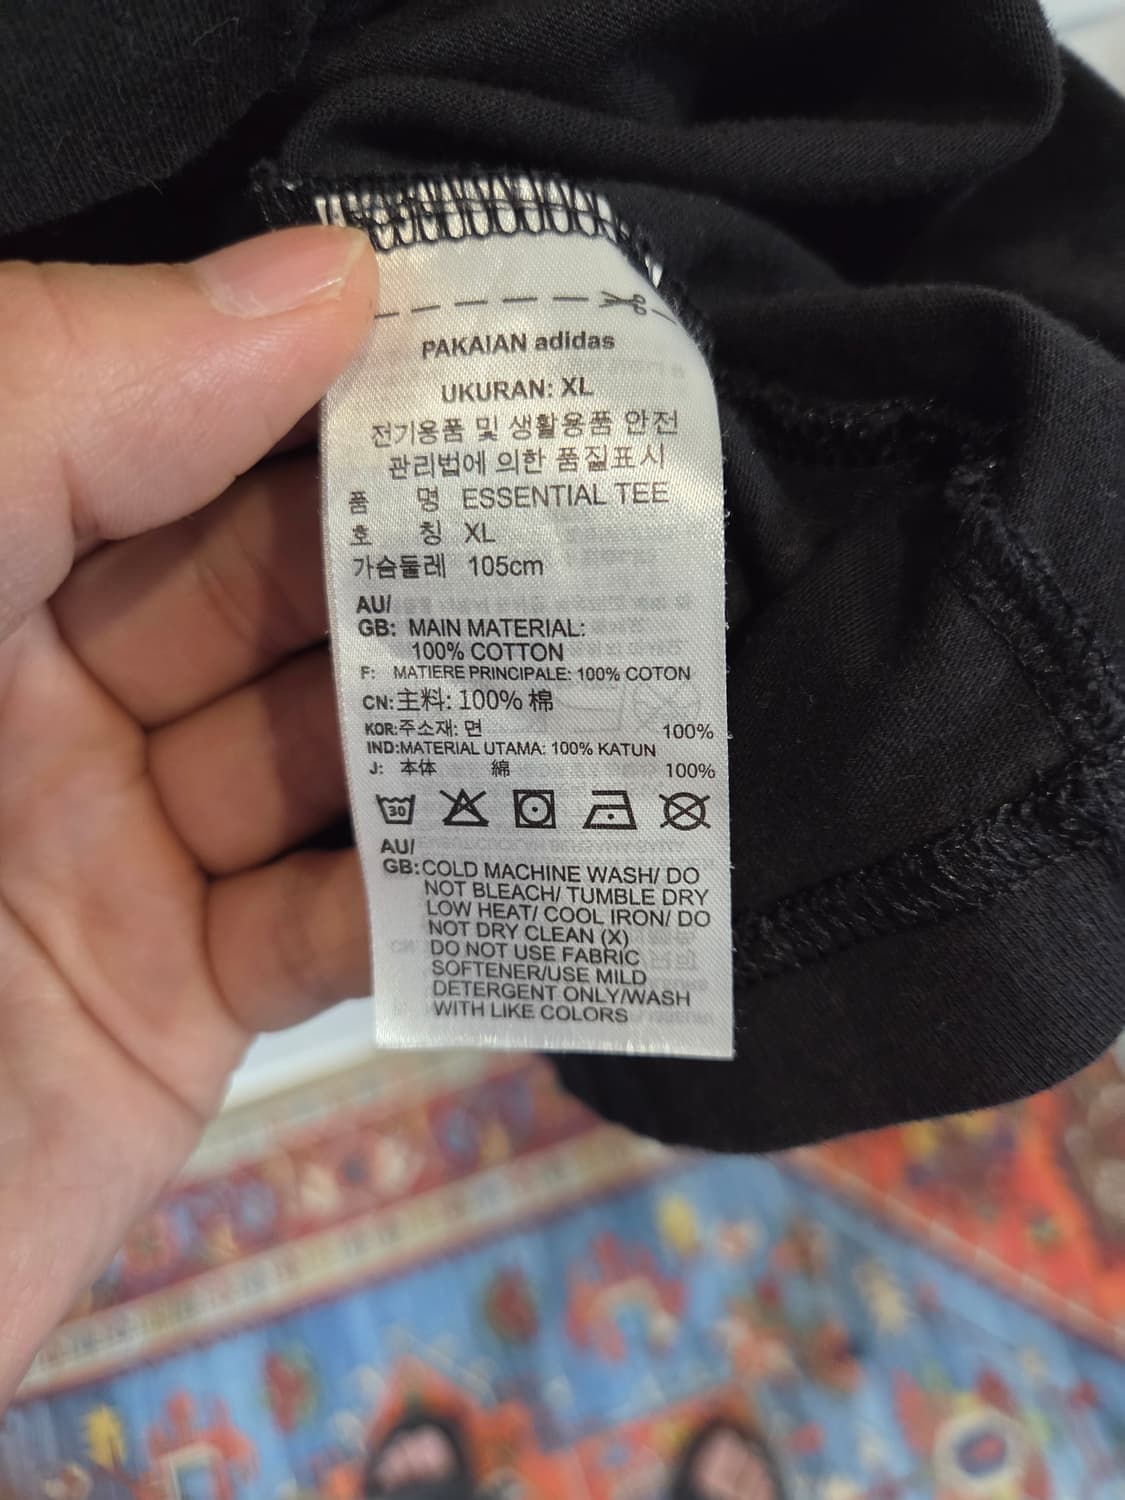 PAKAIAN adidas
UKURAN: XL
전기용품 및 생활용품 안전
관리법에 의한 품질표시
품 명 ESSENTIAL TEE
호 칭 XL
가슴둘레 105cm
AU/
GB: MAIN MATERIAL:
100% COTTON
F: MATIERE PRINCIPALE: 100% COTON
CN:主料: 100% 棉
KOR:주소재: 면 100%
IND:MATERIAL UTAMA: 100% KATUN
J: 本体 綿 100%
30
AU/
GB:COLD MACHINE WASH/ DO
NOT BLEACH/ TUMBLE DRY
LOW HEAT/ COOL IRON/ DO
NOT DRY CLEAN (X)
DO NOT USE FABRIC
SOFTENER/USE MILD
DETERGENT ONLY/WASH
WITH LIKE COLORS